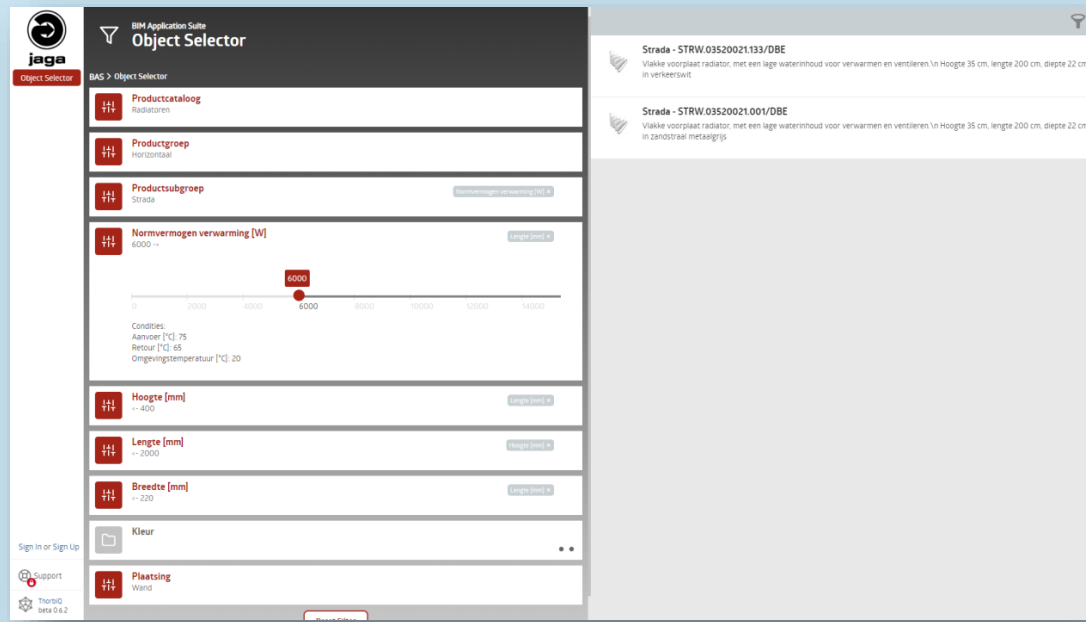 jaga
Object Selector
Sign In or Sign Up
Support
ThorbiQ
beta 0.6.2
BIM Application Suite
Object Selector
BAS > Object Selector
Productcataloog
Radiatoren
Productgroep
Horizontaal
Productsubgroep
Strada
Normvermogen verwarming [W] ×
Normvermogen verwarming [W]
6000 ->
Lengte [mm] ×
6000
0 2000 4000 6000 8000 10000 12000 14000
Condities:
Aanvoer [°C]: 75
Retour [°C]: 65
Omgevingstemperatuur [°C]: 20
Hoogte [mm]
<- 400
Lengte [mm] ×
Lengte [mm]
<- 2000
Hoogte [mm] ×
Breedte [mm]
<- 220
Lengte [mm] ×
Kleur
Plaatsing
Wand
Strada - STRW.03520021.133/DBE
Vlakke voorplaat radiator, met een lage waterinhoud voor verwarmen en ventileren.\n Hoogte 35 cm, lengte 200 cm, diepte 22 cm
in verkeerswit
Strada - STRW.03520021.001/DBE
Vlakke voorplaat radiator, met een lage waterinhoud voor verwarmen en ventileren.\n Hoogte 35 cm, lengte 200 cm, diepte 22 cm
in zandstraal metaalgrijs